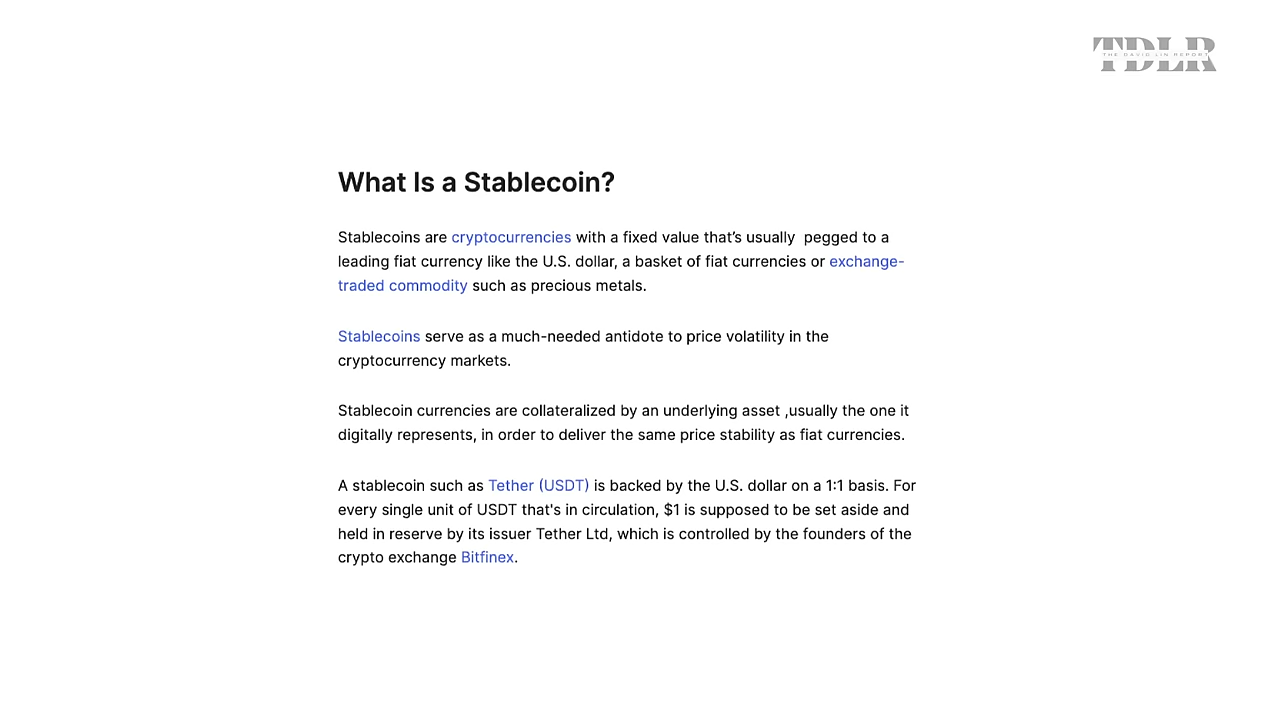 TDLR
THE DAVID LIN REPORT
What Is a Stablecoin?
Stablecoins are cryptocurrencies with a fixed value that’s usually  pegged to a
leading fiat currency like the U.S. dollar, a basket of fiat currencies or exchange-
traded commodity such as precious metals.
Stablecoins serve as a much-needed antidote to price volatility in the
cryptocurrency markets.
Stablecoin currencies are collateralized by an underlying asset ,usually the one it
digitally represents, in order to deliver the same price stability as fiat currencies.
A stablecoin such as Tether (USDT) is backed by the U.S. dollar on a 1:1 basis. For
every single unit of USDT that's in circulation, $1 is supposed to be set aside and
held in reserve by its issuer Tether Ltd, which is controlled by the founders of the
crypto exchange Bitfinex.